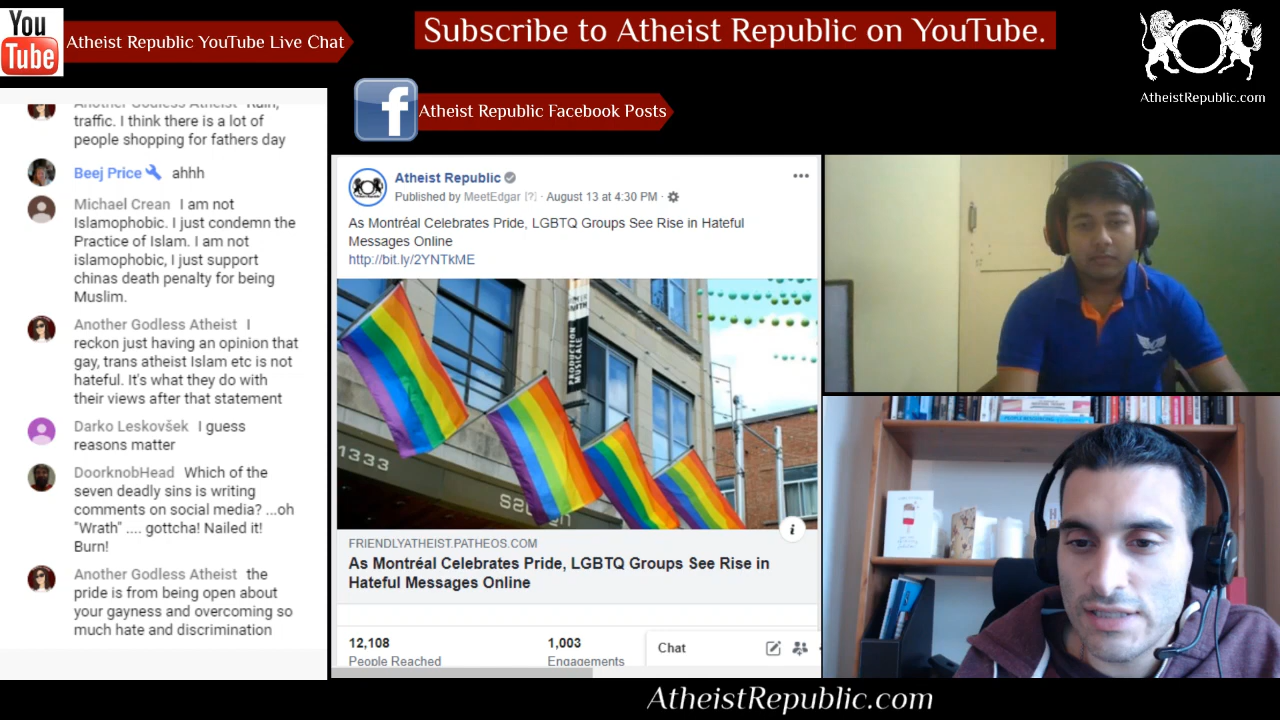 You
Tube
Atheist Republic YouTube Live Chat
Subscribe to Atheist Republic on YouTube.
AtheistRepublic.com
Atheist Republic Facebook Posts
Another Godless Atheist Rain,
traffic. I think there is a lot of
people shopping for fathers day
Beej Price ahhh
Michael Crean I am not
Islamophobic. I just condemn the
Practice of Islam. I am not
islamophobic, I just support
chinas death penalty for being
Muslim.
Another Godless Atheist I
reckon just having an opinion that
gay, trans atheist Islam etc is not
hateful. It's what they do with
their views after that statement
Darko Leskovšek I guess
reasons matter
DoorknobHead Which of the
seven deadly sins is writing
comments on social media? ...oh
"Wrath" .... gottcha! Nailed it!
Burn!
Another Godless Atheist the
pride is from being open about
your gayness and overcoming so
much hate and discrimination
Atheist Republic
Published by MeetEdgar [?] · August 13 at 4:30 PM ·
As Montréal Celebrates Pride, LGBTQ Groups See Rise in Hateful
Messages Online
http://bit.ly/2YNTkME
PRODUCTION
MUSICALE
1333
FRIENDLYATHEIST.PATHEOS.COM
As Montréal Celebrates Pride, LGBTQ Groups See Rise in
Hateful Messages Online
12,108
People Reached
1,003
Engagements
Chat
AtheistRepublic.com